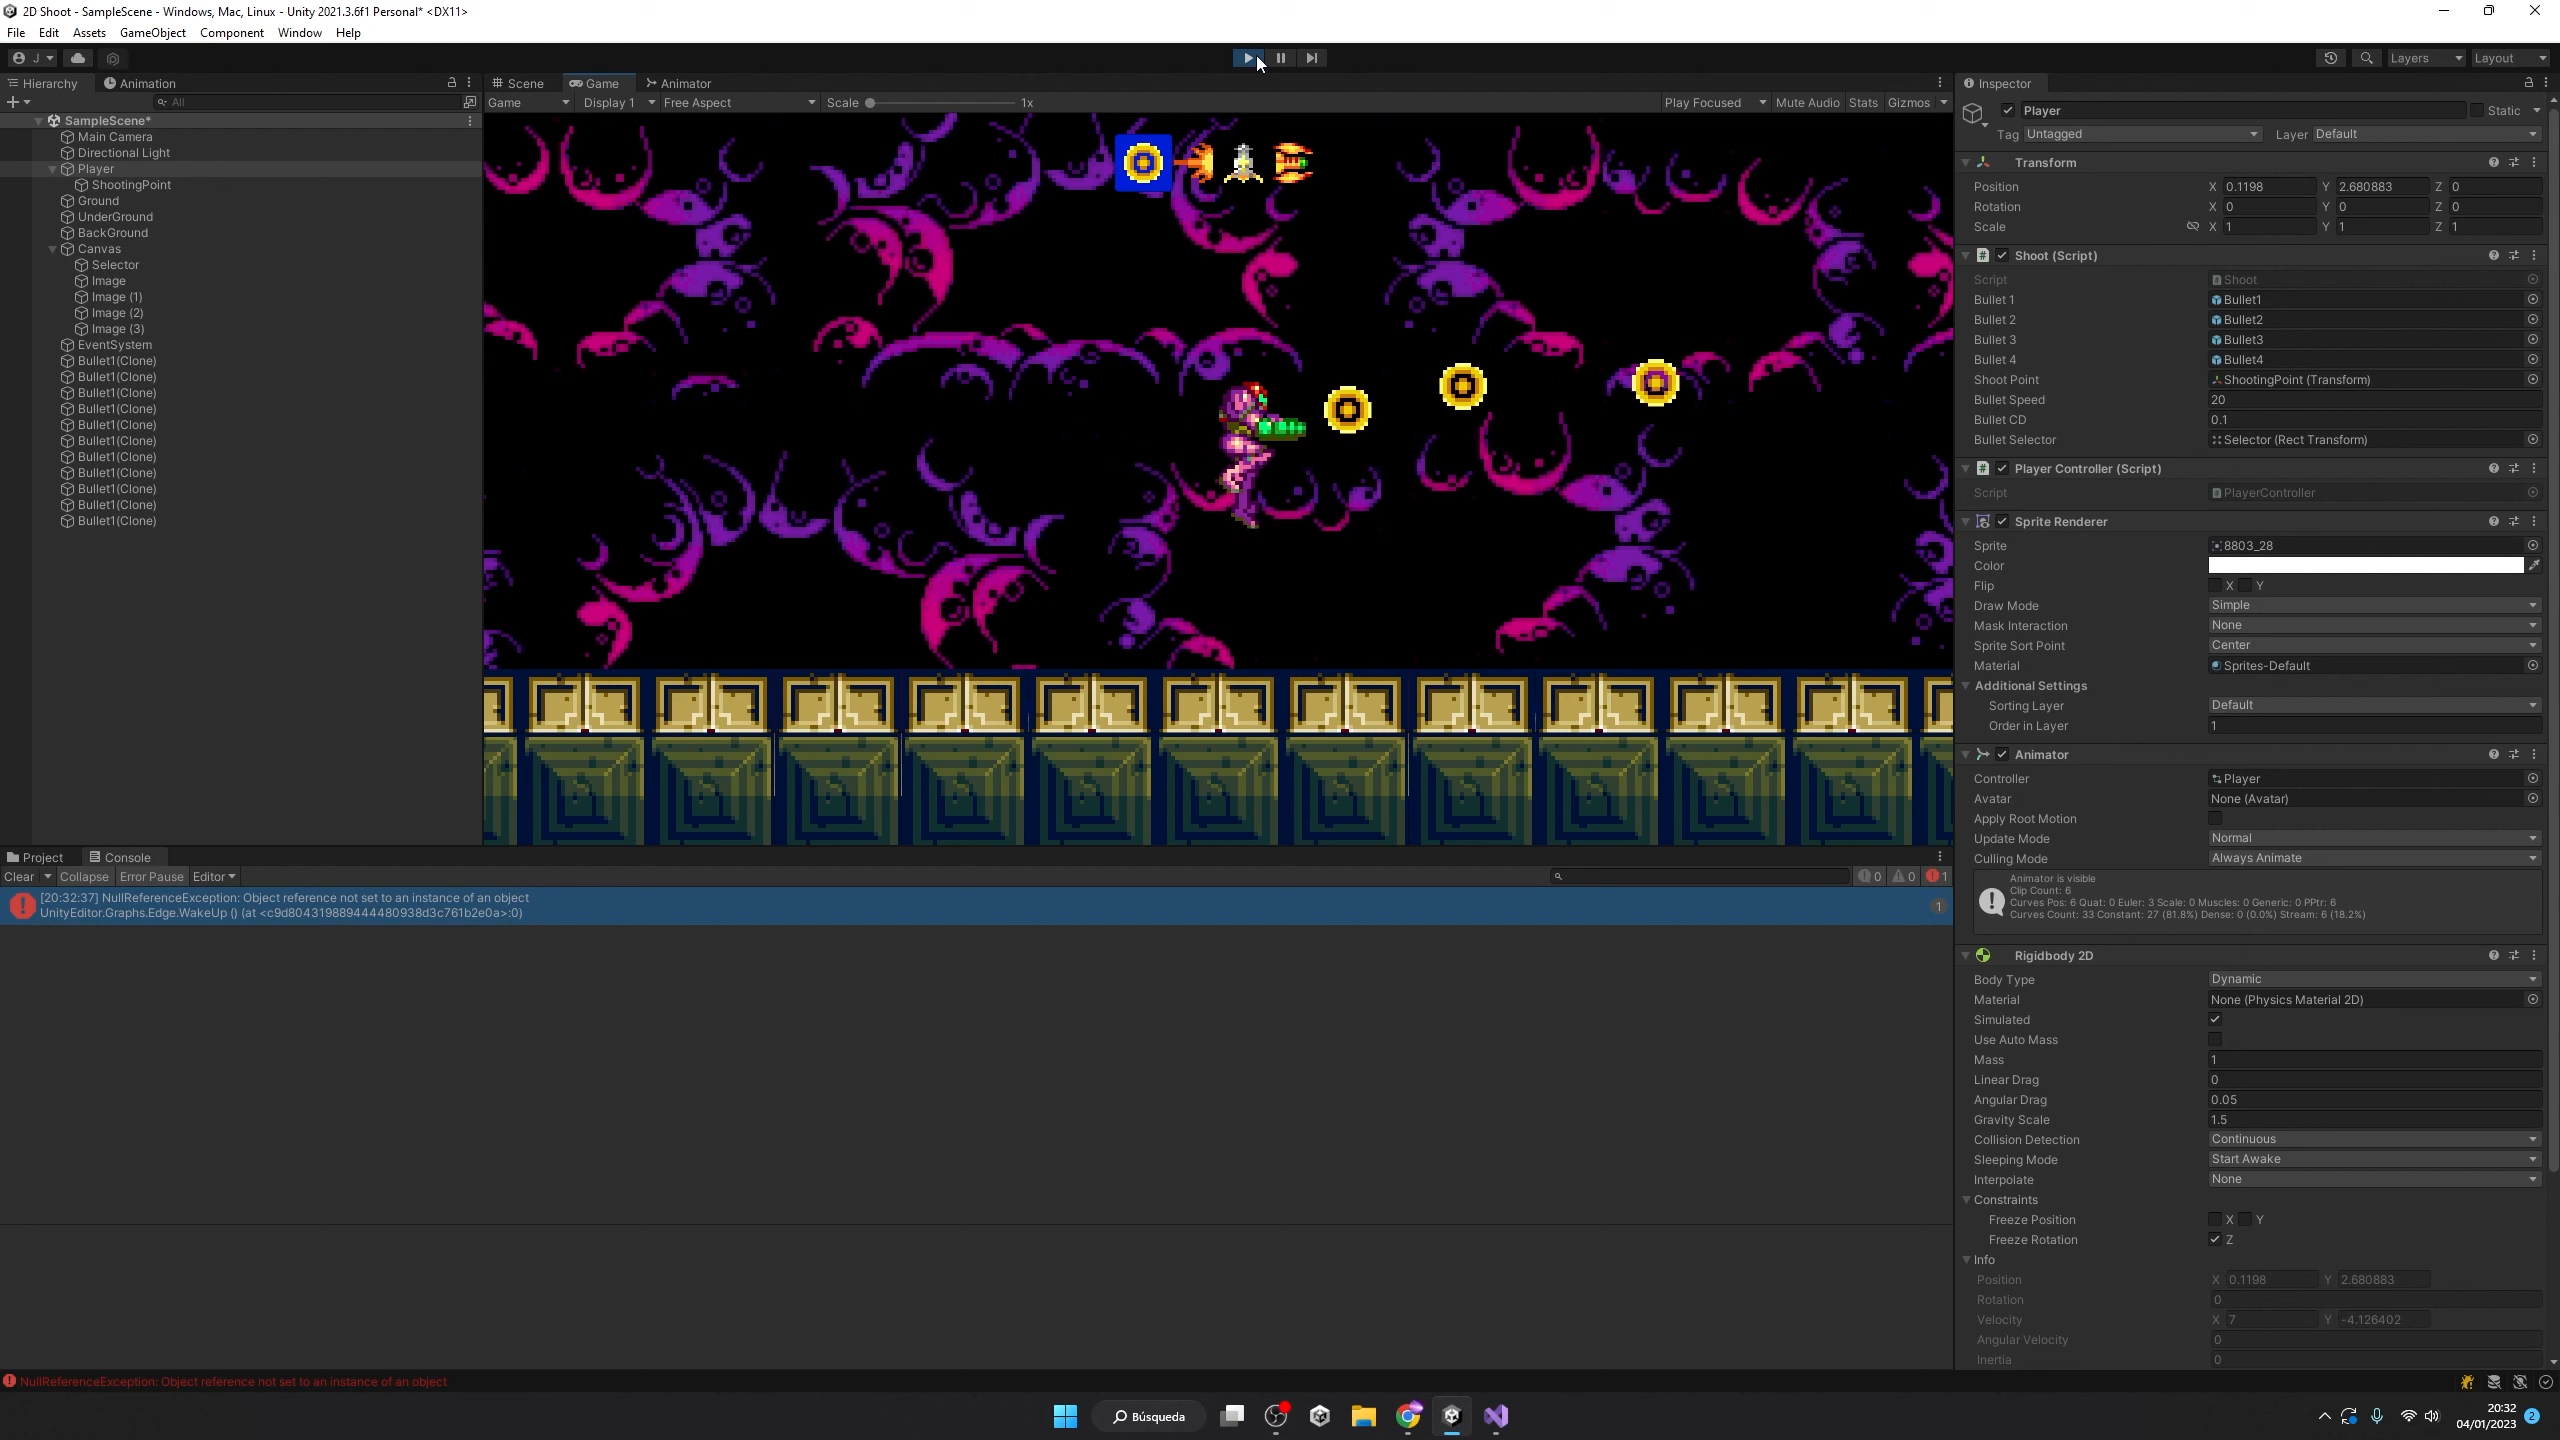 2D Shoot - SampleScene - Windows, Mac, Linux - Unity 2021.3.6f1 Personal* <DX11>
File Edit Assets GameObject Component Window Help
J Layers Layout
Hierarchy Animation Scene Game Animator Inspector
All Game Display 1 Free Aspect Scale 1x Play Focused Mute Audio Stats Gizmos
SampleScene*
Main Camera
Directional Light
Player
ShootingPoint
Ground
UnderGround
BackGround
Canvas
Selector
Image
Image (1)
Image (2)
Image (3)
EventSystem
Bullet1(Clone)
Bullet1(Clone)
Bullet1(Clone)
Bullet1(Clone)
Bullet1(Clone)
Bullet1(Clone)
Bullet1(Clone)
Bullet1(Clone)
Bullet1(Clone)
Bullet1(Clone)
Bullet1(Clone)
Player Static
Tag Untagged Layer Default
Transform
Position X 0.1198 Y 2.680883 Z 0
Rotation X 0 Y 0 Z 0
Scale X 1 Y 1 Z 1
Shoot (Script)
Script Shoot
Bullet 1 Bullet1
Bullet 2 Bullet2
Bullet 3 Bullet3
Bullet 4 Bullet4
Shoot Point ShootingPoint (Transform)
Bullet Speed 20
Bullet CD 0.1
Bullet Selector Selector (Rect Transform)
Player Controller (Script)
Script PlayerController
Sprite Renderer
Sprite 8803_28
Color
Flip X Y
Draw Mode Simple
Mask Interaction None
Sprite Sort Point Center
Material Sprites-Default
Additional Settings
Sorting Layer Default
Order in Layer 1
Animator
Controller Player
Avatar None (Avatar)
Apply Root Motion
Update Mode Normal
Culling Mode Always Animate
Animator is visible
Clip Count: 6
Curves Pos: 6 Quat: 0 Euler: 3 Scale: 0 Muscles: 0 Generic: 0 PPtr: 6
Curves Count: 33 Constant: 27 (81.8%) Dense: 0 (0.0%) Stream: 6 (18.2%)
Rigidbody 2D
Body Type Dynamic
Material None (Physics Material 2D)
Simulated
Use Auto Mass
Mass 1
Linear Drag 0
Angular Drag 0.05
Gravity Scale 1.5
Collision Detection Continuous
Sleeping Mode Start Awake
Interpolate None
Constraints
Freeze Position X Y
Freeze Rotation Z
Info
Position X 0.1198 Y 2.680883
Rotation 0
Velocity X 7 Y -4.126402
Angular Velocity 0
Inertia 0
Project Console
Clear Collapse Error Pause Editor 0 0 1
[20:32:37] NullReferenceException: Object reference not set to an instance of an object
UnityEditor.Graphs.Edge.WakeUp () (at <c9d804319889444480938d3c761b2e0a>:0)
1
NullReferenceException: Object reference not set to an instance of an object
Búsqueda
20:32
04/01/2023
2